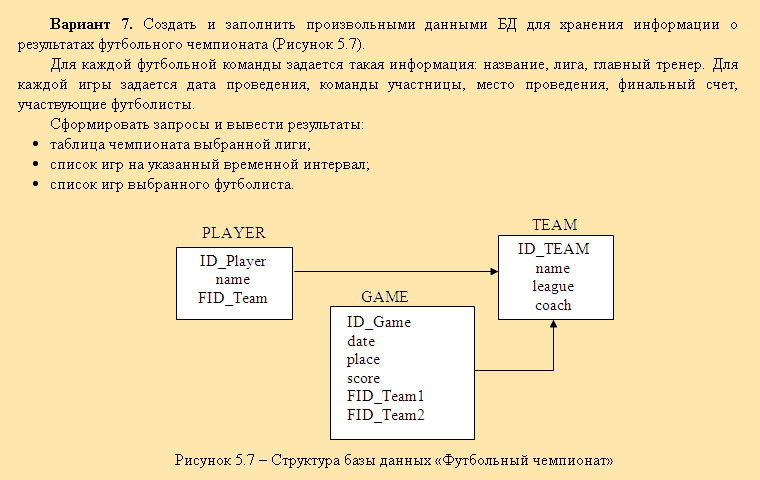 Вариант 7. Создать и заполнить произвольными данными БД для хранения информации о
результатах футбольного чемпионата (Рисунок 5.7).
Для каждой футбольной команды задается такая информация: название, лига, главный тренер. Для
каждой игры задается дата проведения, команды участницы, место проведения, финальный счет,
участвующие футболисты.
Сформировать запросы и вывести результаты:
• таблица чемпионата выбранной лиги;
• список игр на указанный временной интервал;
• список игр выбранного футболиста.
PLAYER
ID_Player
name
FID_Team
TEAM
ID_TEAM
name
league
coach
GAME
ID_Game
date
place
score
FID_Team1
FID_Team2
Рисунок 5.7 – Структура базы данных «Футбольный чемпионат»